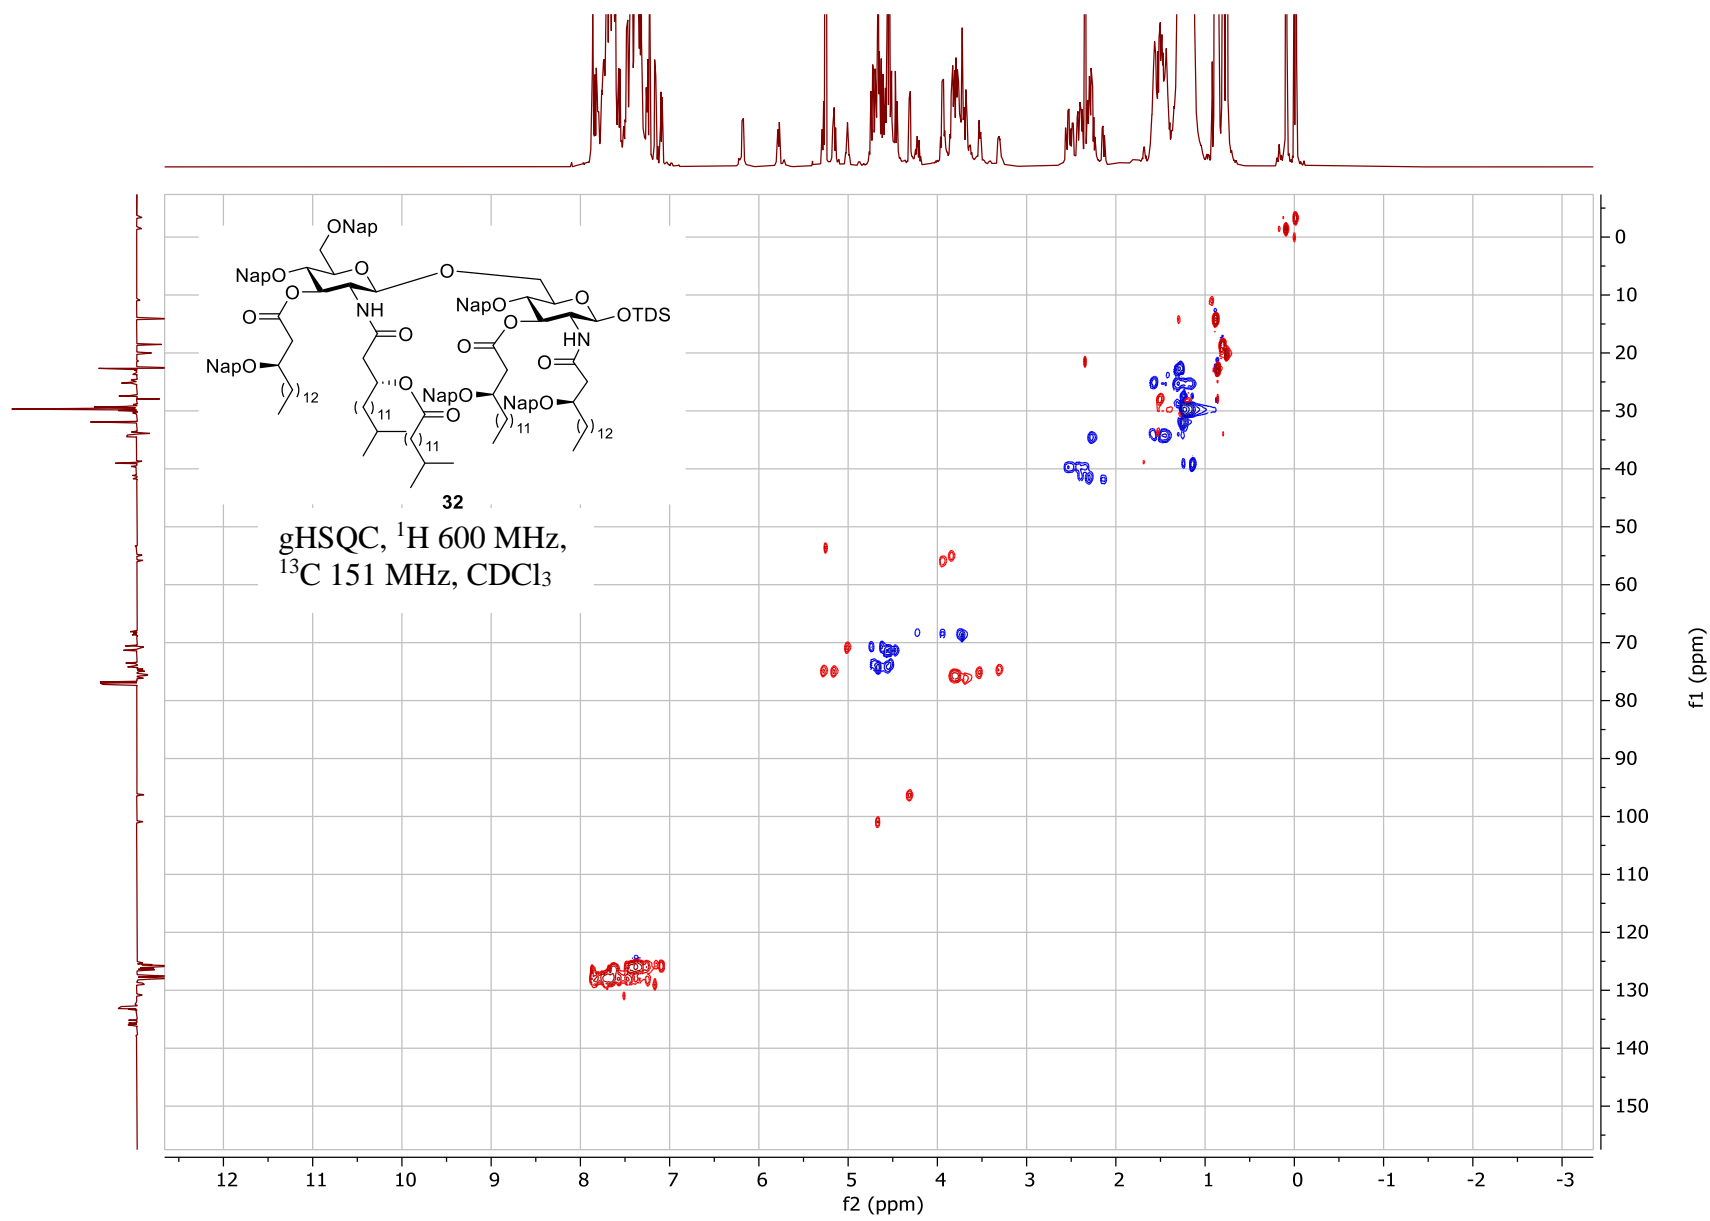 ONap
NapO
O
O
O
NH
O
O
NapO
O
O
OTDS
NH
O
O
O
NapO
O
NapO
NapO
( )12
( )11
O
( )11
( )11
( )12
32
gHSQC, ¹H 600 MHz,
¹³C 151 MHz, CDCl₃
0
10
20
30
40
50
60
70
80
90
100
110
120
130
140
150
f1 (ppm)
12 11 10 9 8 7 6 5 4 3 2 1 0 -1 -2 -3
f2 (ppm)